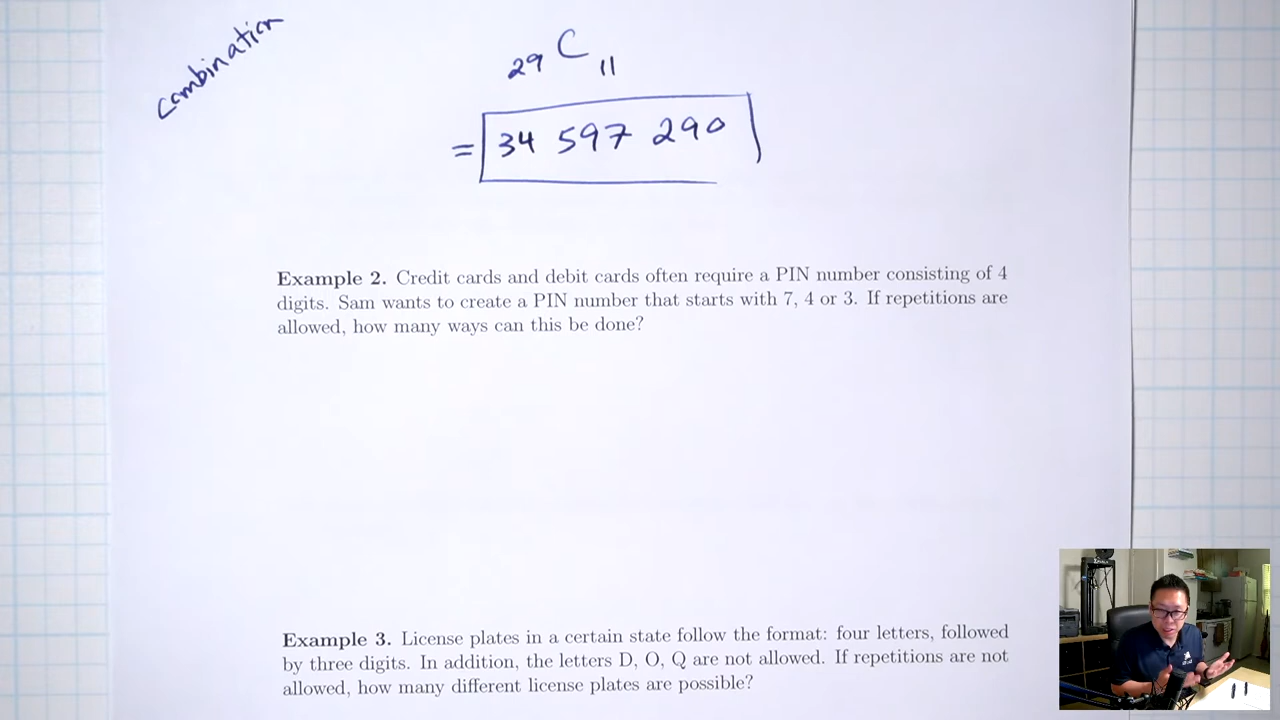 combination
29 C 11
= 34 597 290
Example 2. Credit cards and debit cards often require a PIN number consisting of 4
digits. Sam wants to create a PIN number that starts with 7, 4 or 3. If repetitions are
allowed, how many ways can this be done?
Example 3. License plates in a certain state follow the format: four letters, followed
by three digits. In addition, the letters D, O, Q are not allowed. If repetitions are not
allowed, how many different license plates are possible?
11